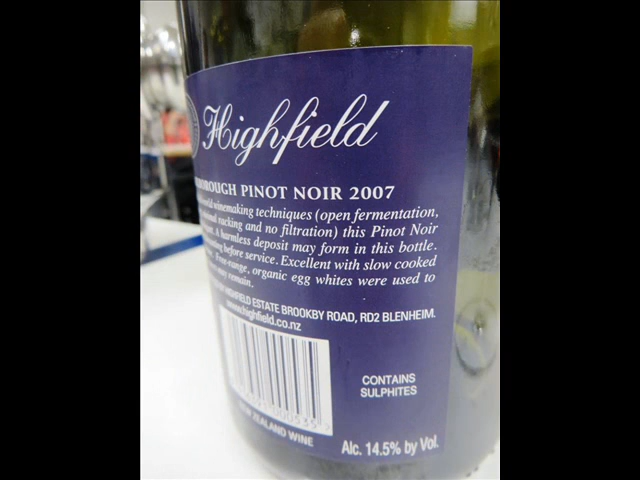 Highfield
BOROUGH PINOT NOIR 2007
world winemaking techniques (open fermentation,
racking and no filtration) this Pinot Noir
A harmless deposit may form in this bottle.
before service. Excellent with slow cooked
Free-range, organic egg whites were used to
may remain.
HIGHFIELD ESTATE BROOKBY ROAD, RD2 BLENHEIM.
www.highfield.co.nz
CONTAINS
SULPHITES
NEW ZEALAND WINE
Alc. 14.5% by Vol.